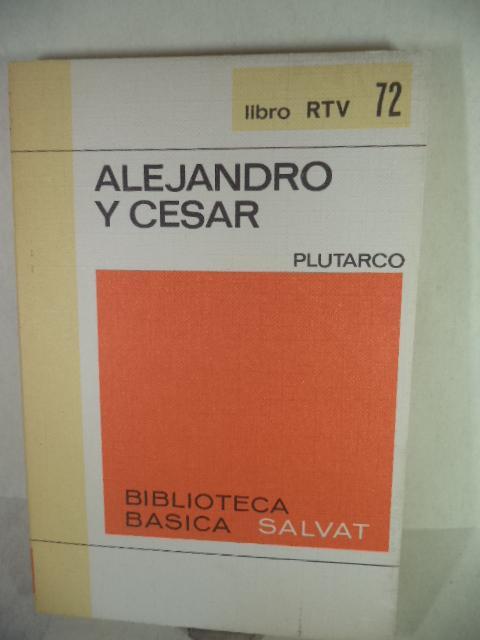 libro RTV 72
ALEJANDRO
Y CESAR
PLUTARCO
BIBLIOTECA
BASICA SALVAT